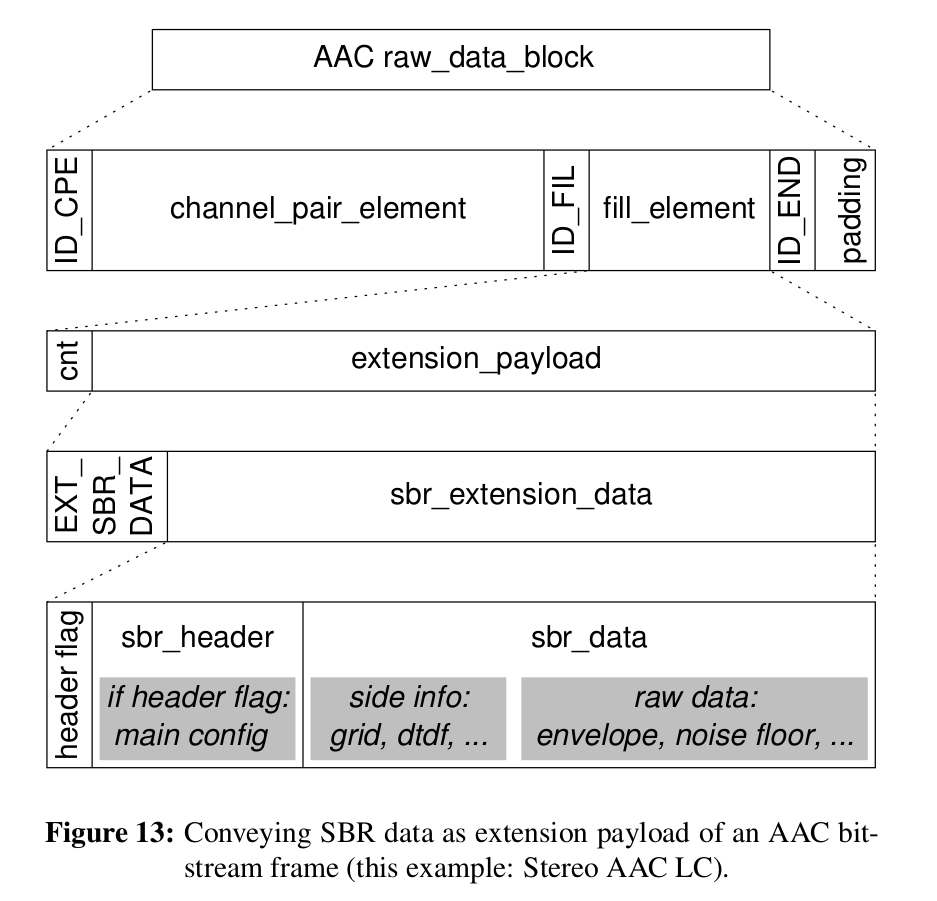 AAC raw_data_block
ID_CPE
channel_pair_element
ID_FIL
fill_element
ID_END
padding
cnt
extension_payload
EXT_
SBR_
DATA
sbr_extension_data
header flag
sbr_header
if header flag:
main config
sbr_data
side info:
grid, dtdf, ...
raw data:
envelope, noise floor, ...
Figure 13: Conveying SBR data as extension payload of an AAC bit-
stream frame (this example: Stereo AAC LC).